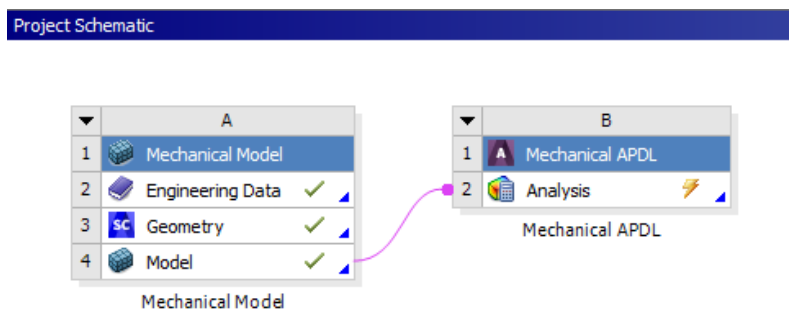 Project Schematic
A
1 Mechanical Model
2 Engineering Data
3 SC Geometry
4 Model
Mechanical Model
B
1 A Mechanical APDL
2 Analysis
Mechanical APDL